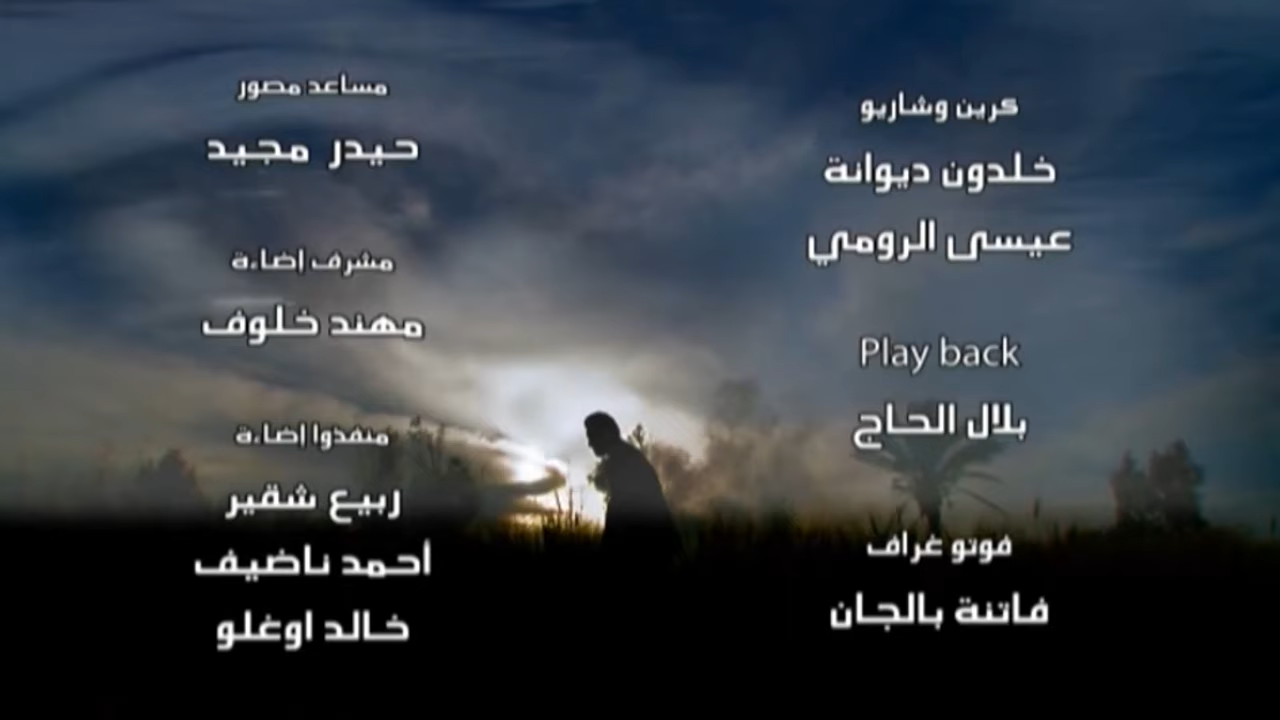 كرين وشاريو
خلدون ديوانة
عيسى الرومي
Play back
بلال الحاج
فوتو غراف
فاتنة بالجان
مساعد مصور
حيدر مجيد
مشرف إضاءة
مهند خلوف
منفذوا إضاءة
ربيع شقير
أحمد ناضيف
خالد اوغلو